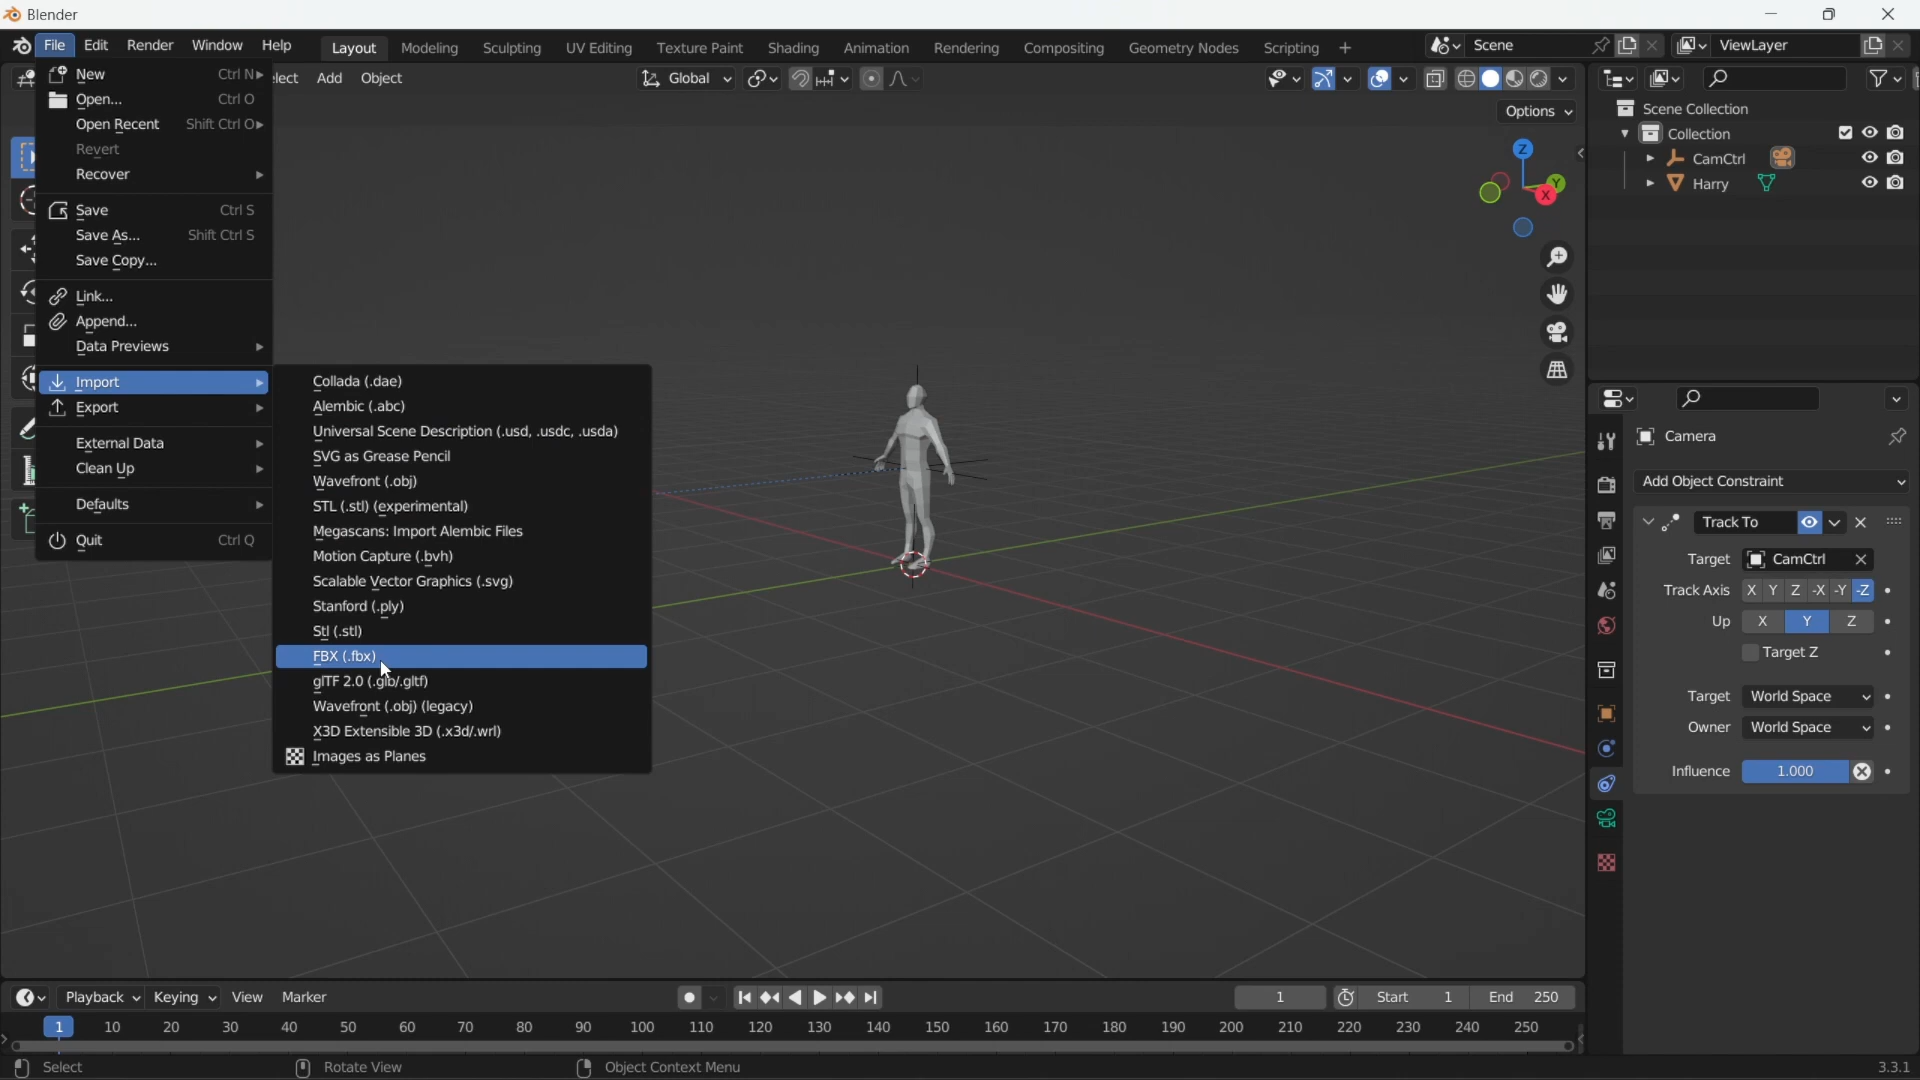 Blender
File Edit Render Window Help Layout Modeling Sculpting UV Editing Texture Paint Shading Animation Rendering Compositing Geometry Nodes Scripting + Scene ViewLayer
New Ctrl N
Open... Ctrl O
Open Recent Shift Ctrl O
Revert
Recover
Save Ctrl S
Save As... Shift Ctrl S
Save Copy...
Link...
Append...
Data Previews
Import
Export
External Data
Clean Up
Defaults
Quit Ctrl Q
lect Add Object
Global
Options
Z
Y
X
Collada (.dae)
Alembic (.abc)
Universal Scene Description (.usd, .usdc, .usda)
SVG as Grease Pencil
Wavefront (.obj)
STL (.stl) (experimental)
Megascans: Import Alembic Files
Motion Capture (.bvh)
Scalable Vector Graphics (.svg)
Stanford (.ply)
Stl (.stl)
FBX (.fbx)
glTF 2.0 (.glb/.gltf)
Wavefront (.obj) (legacy)
X3D Extensible 3D (.x3d/.wrl)
Images as Planes
Scene Collection
Collection
CamCtrl
Harry
Camera
Add Object Constraint
Track To
Target CamCtrl
Track Axis X Y Z -X -Y -Z
Up X Y Z
Target Z
Target World Space
Owner World Space
Influence 1.000
Playback Keying View Marker 1 Start 1 End 250
1 10 20 30 40 50 60 70 80 90 100 110 120 130 140 150 160 170 180 190 200 210 220 230 240 250
Select Rotate View Object Context Menu 3.3.1